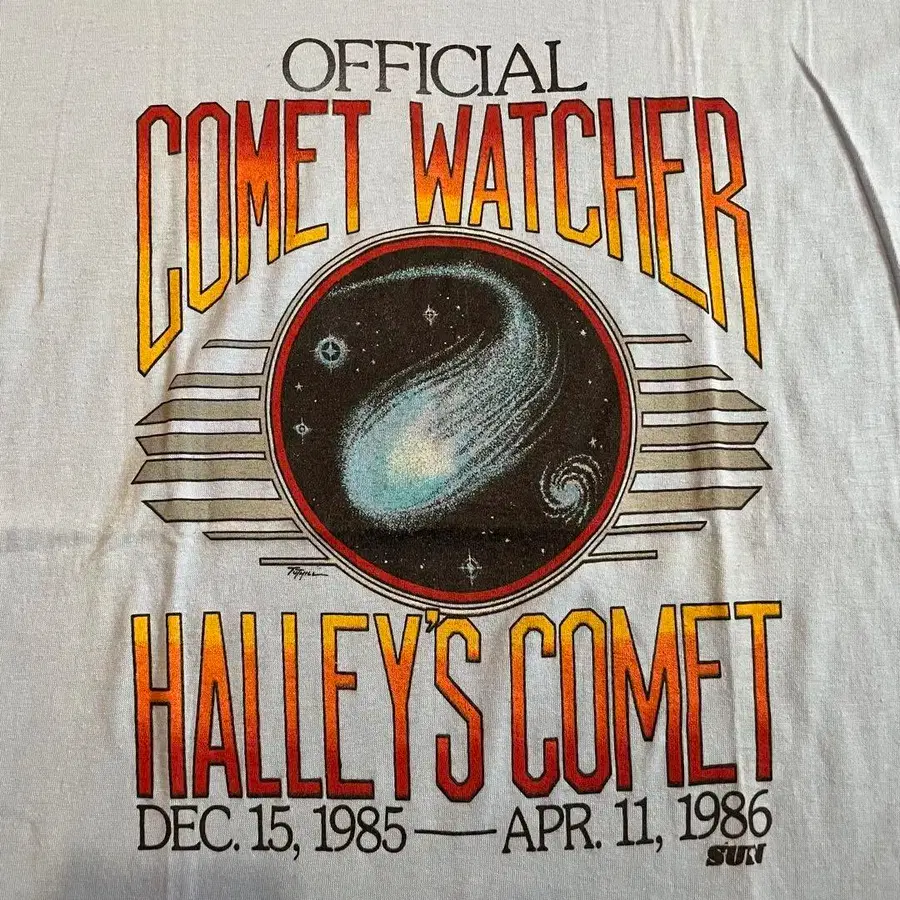 OFFICIAL
COMET WATCHER
HALLEY'S COMET
DEC. 15, 1985 — APR. 11, 1986
SUN